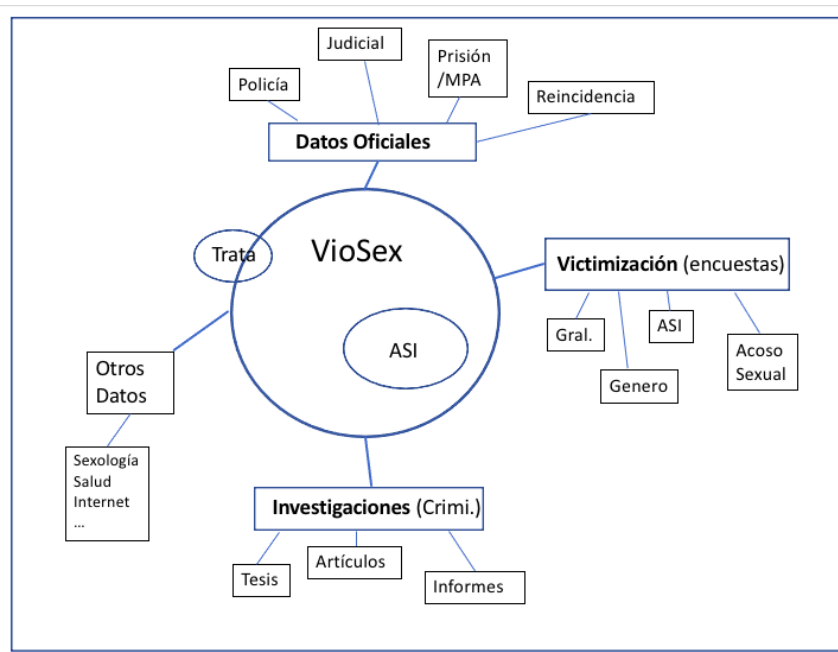 Judicial
Prisión
/MPA
Policía
Reincidencia
Datos Oficiales
Trata
VioSex
Victimización (encuestas)
ASI
Gral.
ASI
Genero
Acoso
Sexual
Otros
Datos
Sexología
Salud
Internet
...
Investigaciones (Crimi.)
Tesis
Artículos
Informes